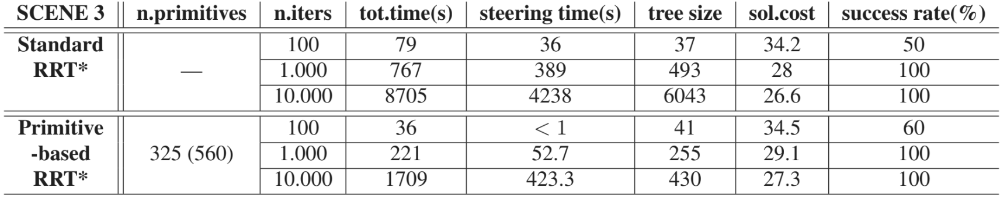 SCENE 3 n.primitives n.iters tot.time(s) steering time(s) tree size sol.cost success rate(%)
Standard 100 79 36 37 34.2 50
RRT* — 1.000 767 389 493 28 100
10.000 8705 4238 6043 26.6 100
Primitive 100 36 < 1 41 34.5 60
-based 325 (560) 1.000 221 52.7 255 29.1 100
RRT* 10.000 1709 423.3 430 27.3 100